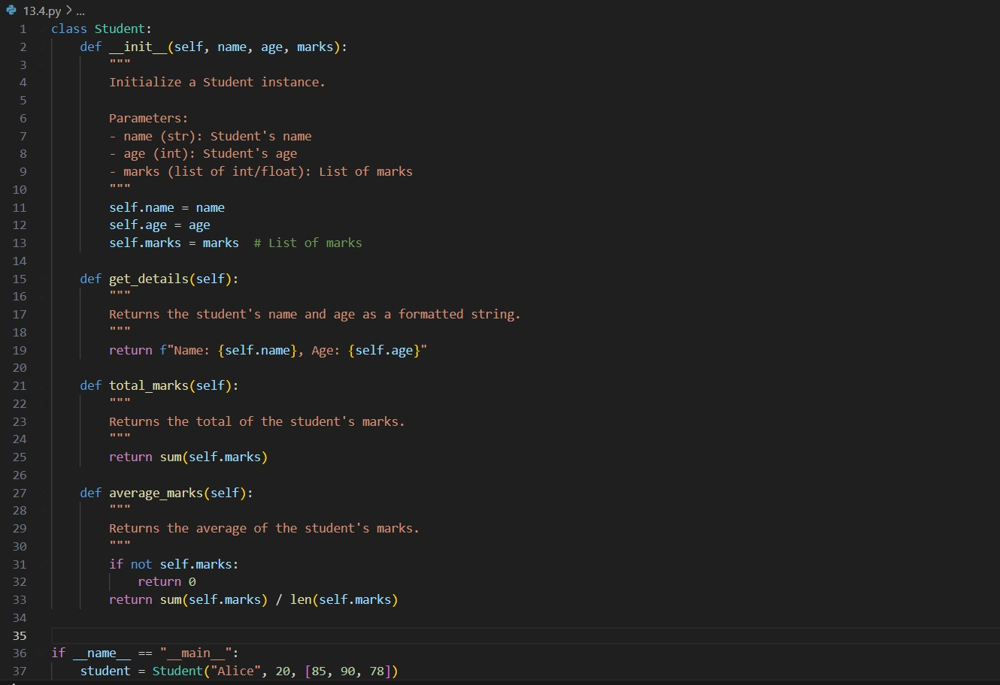 13.4.py > ...
1 class Student:
2     def __init__(self, name, age, marks):
3         """
4         Initialize a Student instance.
5
6         Parameters:
7         - name (str): Student's name
8         - age (int): Student's age
9         - marks (list of int/float): List of marks
10         """
11         self.name = name
12         self.age = age
13         self.marks = marks  # List of marks
14
15     def get_details(self):
16         """
17         Returns the student's name and age as a formatted string.
18         """
19         return f"Name: {self.name}, Age: {self.age}"
20
21     def total_marks(self):
22         """
23         Returns the total of the student's marks.
24         """
25         return sum(self.marks)
26
27     def average_marks(self):
28         """
29         Returns the average of the student's marks.
30         """
31         if not self.marks:
32             return 0
33         return sum(self.marks) / len(self.marks)
34
35
36 if __name__ == "__main__":
37     student = Student("Alice", 20, [85, 90, 78])